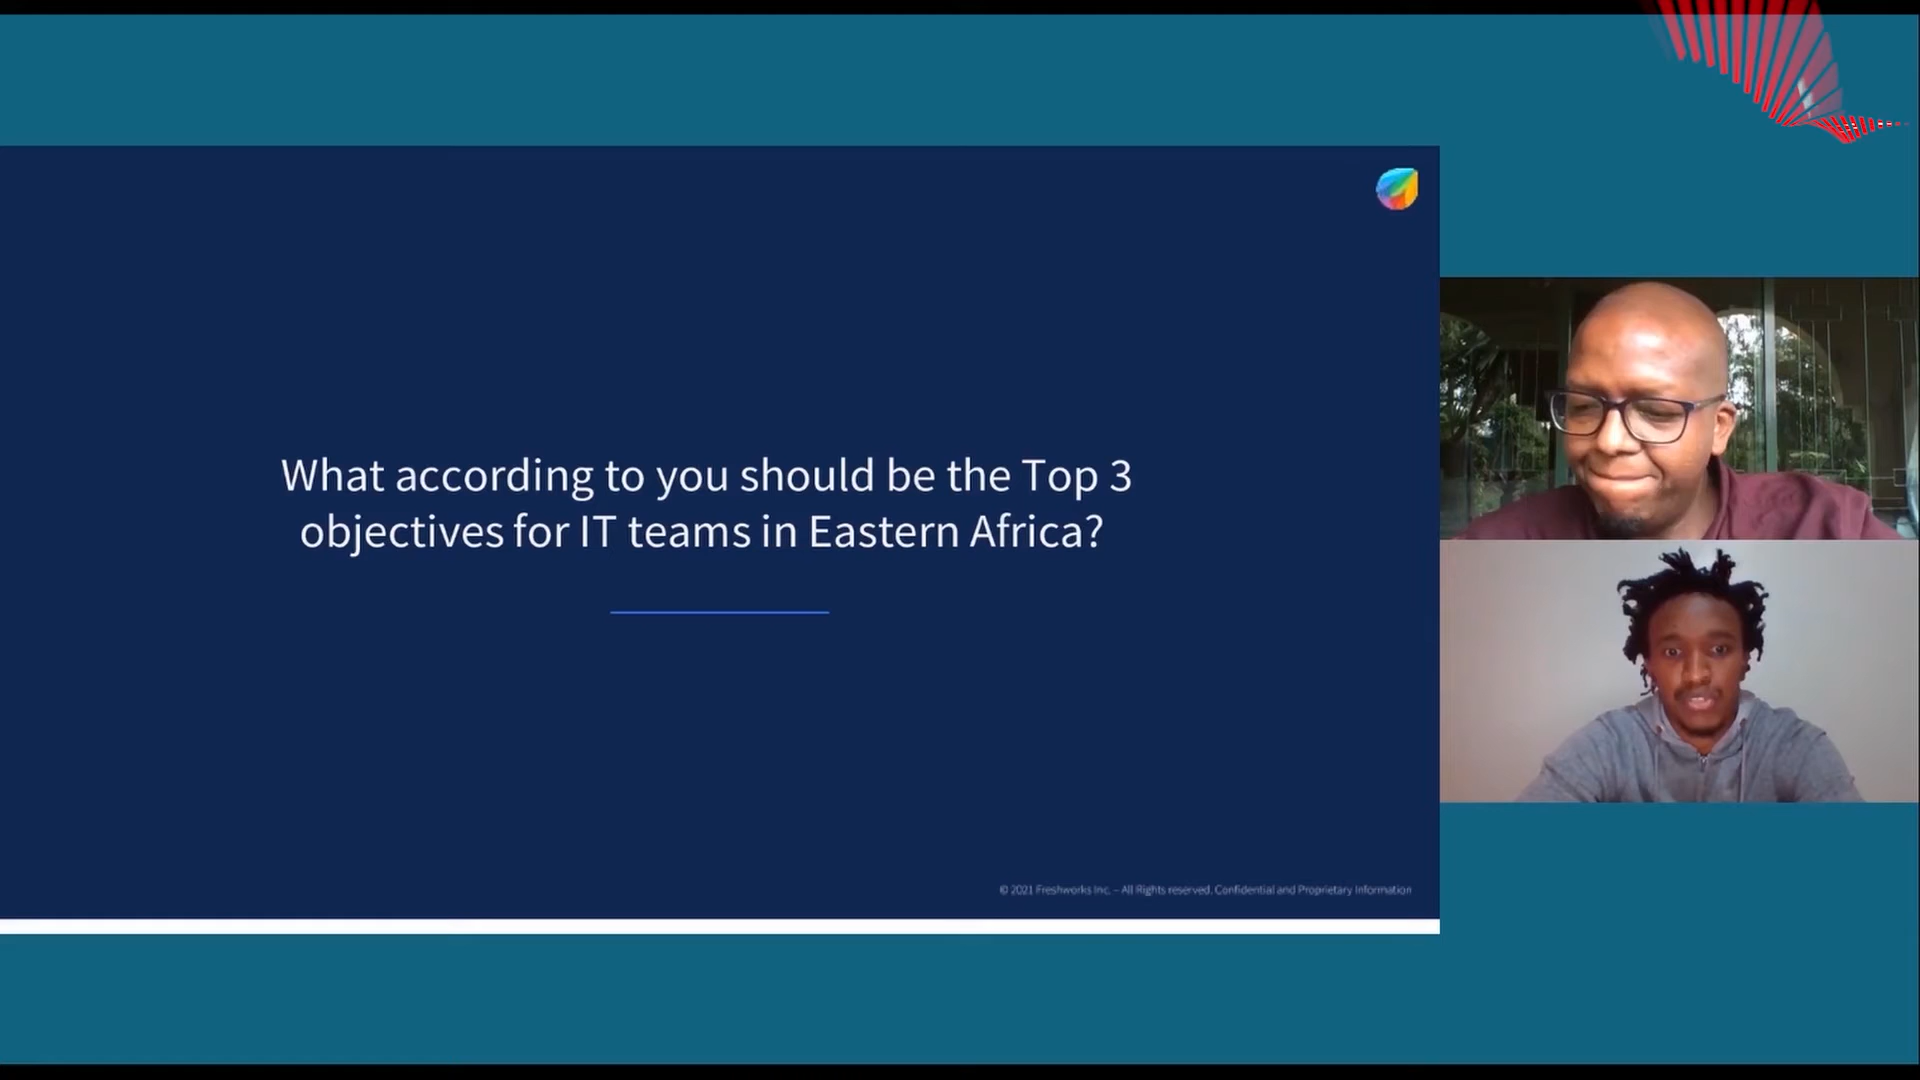 What according to you should be the Top 3
objectives for IT teams in Eastern Africa?
© 2021 Freshworks Inc. – All Rights reserved. Confidential and Proprietary Information